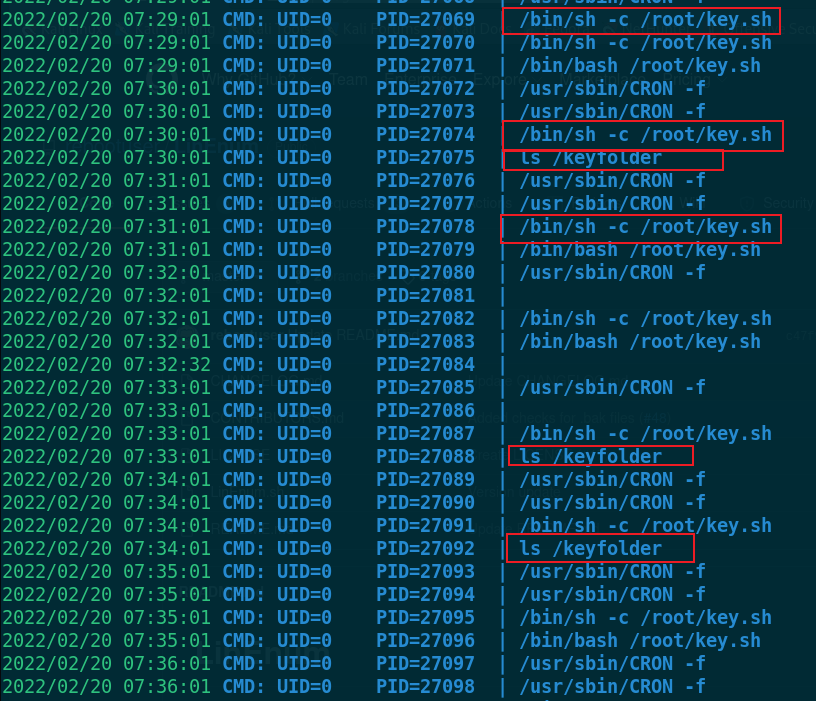 2022/02/20 07:29:01 CMD: UID=0    PID=27069  | /bin/sh -c /root/key.sh
2022/02/20 07:29:01 CMD: UID=0    PID=27070  | /bin/sh -c /root/key.sh
2022/02/20 07:29:01 CMD: UID=0    PID=27071  | /bin/bash /root/key.sh
2022/02/20 07:30:01 CMD: UID=0    PID=27072  | /usr/sbin/CRON -f
2022/02/20 07:30:01 CMD: UID=0    PID=27073  | /usr/sbin/CRON -f
2022/02/20 07:30:01 CMD: UID=0    PID=27074  | /bin/sh -c /root/key.sh
2022/02/20 07:30:01 CMD: UID=0    PID=27075  | ls /keyfolder
2022/02/20 07:31:01 CMD: UID=0    PID=27076  | /usr/sbin/CRON -f
2022/02/20 07:31:01 CMD: UID=0    PID=27077  | /usr/sbin/CRON -f
2022/02/20 07:31:01 CMD: UID=0    PID=27078  | /bin/sh -c /root/key.sh
2022/02/20 07:31:01 CMD: UID=0    PID=27079  | /bin/bash /root/key.sh
2022/02/20 07:32:01 CMD: UID=0    PID=27080  | /usr/sbin/CRON -f
2022/02/20 07:32:01 CMD: UID=0    PID=27081  |
2022/02/20 07:32:01 CMD: UID=0    PID=27082  | /bin/sh -c /root/key.sh
2022/02/20 07:32:01 CMD: UID=0    PID=27083  | /bin/bash /root/key.sh
2022/02/20 07:32:32 CMD: UID=0    PID=27084  |
2022/02/20 07:33:01 CMD: UID=0    PID=27085  | /usr/sbin/CRON -f
2022/02/20 07:33:01 CMD: UID=0    PID=27086  |
2022/02/20 07:33:01 CMD: UID=0    PID=27087  | /bin/sh -c /root/key.sh
2022/02/20 07:33:01 CMD: UID=0    PID=27088  | ls /keyfolder
2022/02/20 07:34:01 CMD: UID=0    PID=27089  | /usr/sbin/CRON -f
2022/02/20 07:34:01 CMD: UID=0    PID=27090  | /usr/sbin/CRON -f
2022/02/20 07:34:01 CMD: UID=0    PID=27091  | /bin/sh -c /root/key.sh
2022/02/20 07:34:01 CMD: UID=0    PID=27092  | ls /keyfolder
2022/02/20 07:35:01 CMD: UID=0    PID=27093  | /usr/sbin/CRON -f
2022/02/20 07:35:01 CMD: UID=0    PID=27094  | /usr/sbin/CRON -f
2022/02/20 07:35:01 CMD: UID=0    PID=27095  | /bin/sh -c /root/key.sh
2022/02/20 07:35:01 CMD: UID=0    PID=27096  | /bin/bash /root/key.sh
2022/02/20 07:36:01 CMD: UID=0    PID=27097  | /usr/sbin/CRON -f
2022/02/20 07:36:01 CMD: UID=0    PID=27098  | /usr/sbin/CRON -f